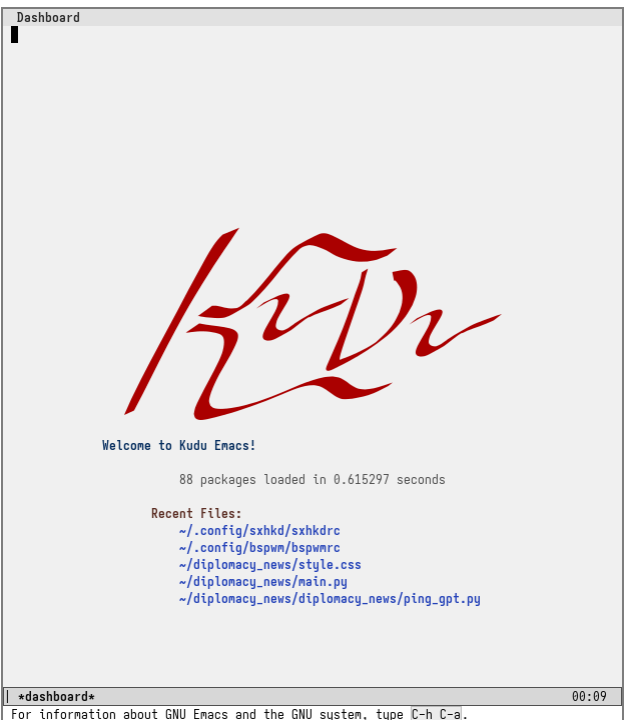 Dashboard
KuDu
Welcome to Kudu Emacs!
88 packages loaded in 0.615297 seconds
Recent Files:
~/.config/sxhkd/sxhkdrc
~/.config/bspwm/bspwmrc
~/diplomacy_news/style.css
~/diplomacy_news/main.py
~/diplomacy_news/diplomacy_news/ping_gpt.py
*dashboard* 00:09
For information about GNU Emacs and the GNU system, type C-h C-a.